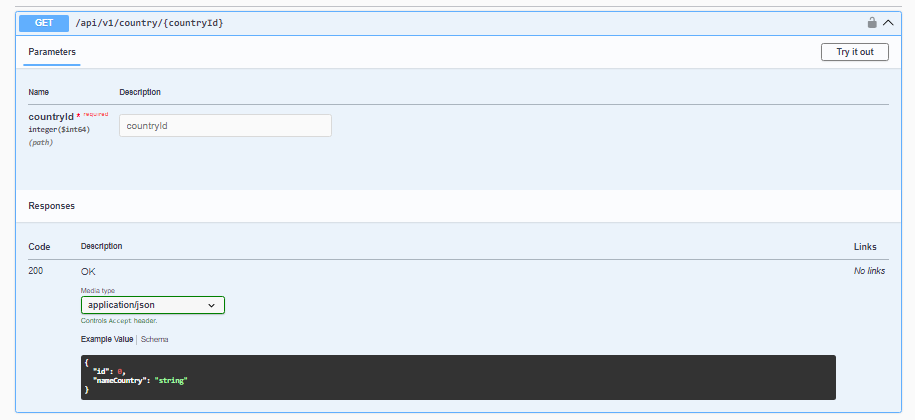 GET /api/v1/country/{countryId}
Parameters
Try it out
Name Description
countryId * required
integer($int64)
(path)
countryId
Responses
Code Description Links
200 OK No links
Media type
application/json
Controls Accept header.
Example Value Schema
{
"id": 0,
"nameCountry": "string"
}